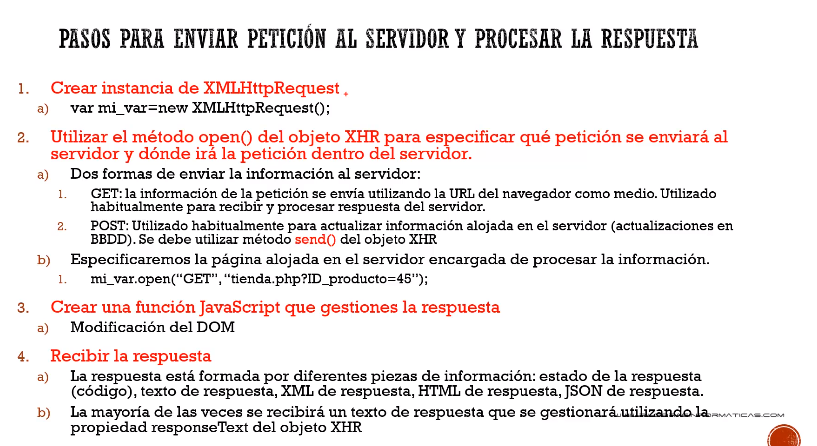 PASOS PARA ENVIAR PETICIÓN AL SERVIDOR Y PROCESAR LA RESPUESTA
1. Crear instancia de XMLHttpRequest
a) var mi_var=new XMLHttpRequest();
2. Utilizar el método open() del objeto XHR para especificar qué petición se enviará al
servidor y dónde irá la petición dentro del servidor.
a) Dos formas de enviar la información al servidor:
1. GET: la información de la petición se envía utilizando la URL del navegador como medio. Utilizado
habitualmente para recibir y procesar respuesta del servidor.
2. POST: Utilizado habitualmente para actualizar información alojada en el servidor (actualizaciones en
BBDD). Se debe utilizar método send() del objeto XHR
b) Especificaremos la página alojada en el servidor encargada de procesar la información.
1. mi_var.open(“GET”, “tienda.php?ID_producto=45”);
3. Crear una función JavaScript que gestiones la respuesta
a) Modificación del DOM
4. Recibir la respuesta
a) La respuesta está formada por diferentes piezas de información: estado de la respuesta
(código), texto de respuesta, XML de respuesta, HTML de respuesta, JSON de respuesta.
b) La mayoría de las veces se recibirá un texto de respuesta que se gestionará utilizando la
propiedad responseText del objeto XHR